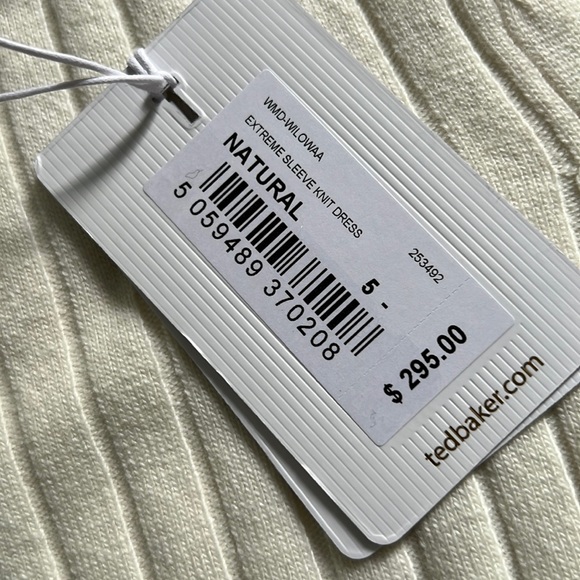 WMD-WILOWAA
EXTREME SLEEVE KNIT DRESS
NATURAL
253492
5 -
5 059489 370208
$ 295.00
tedbaker.com